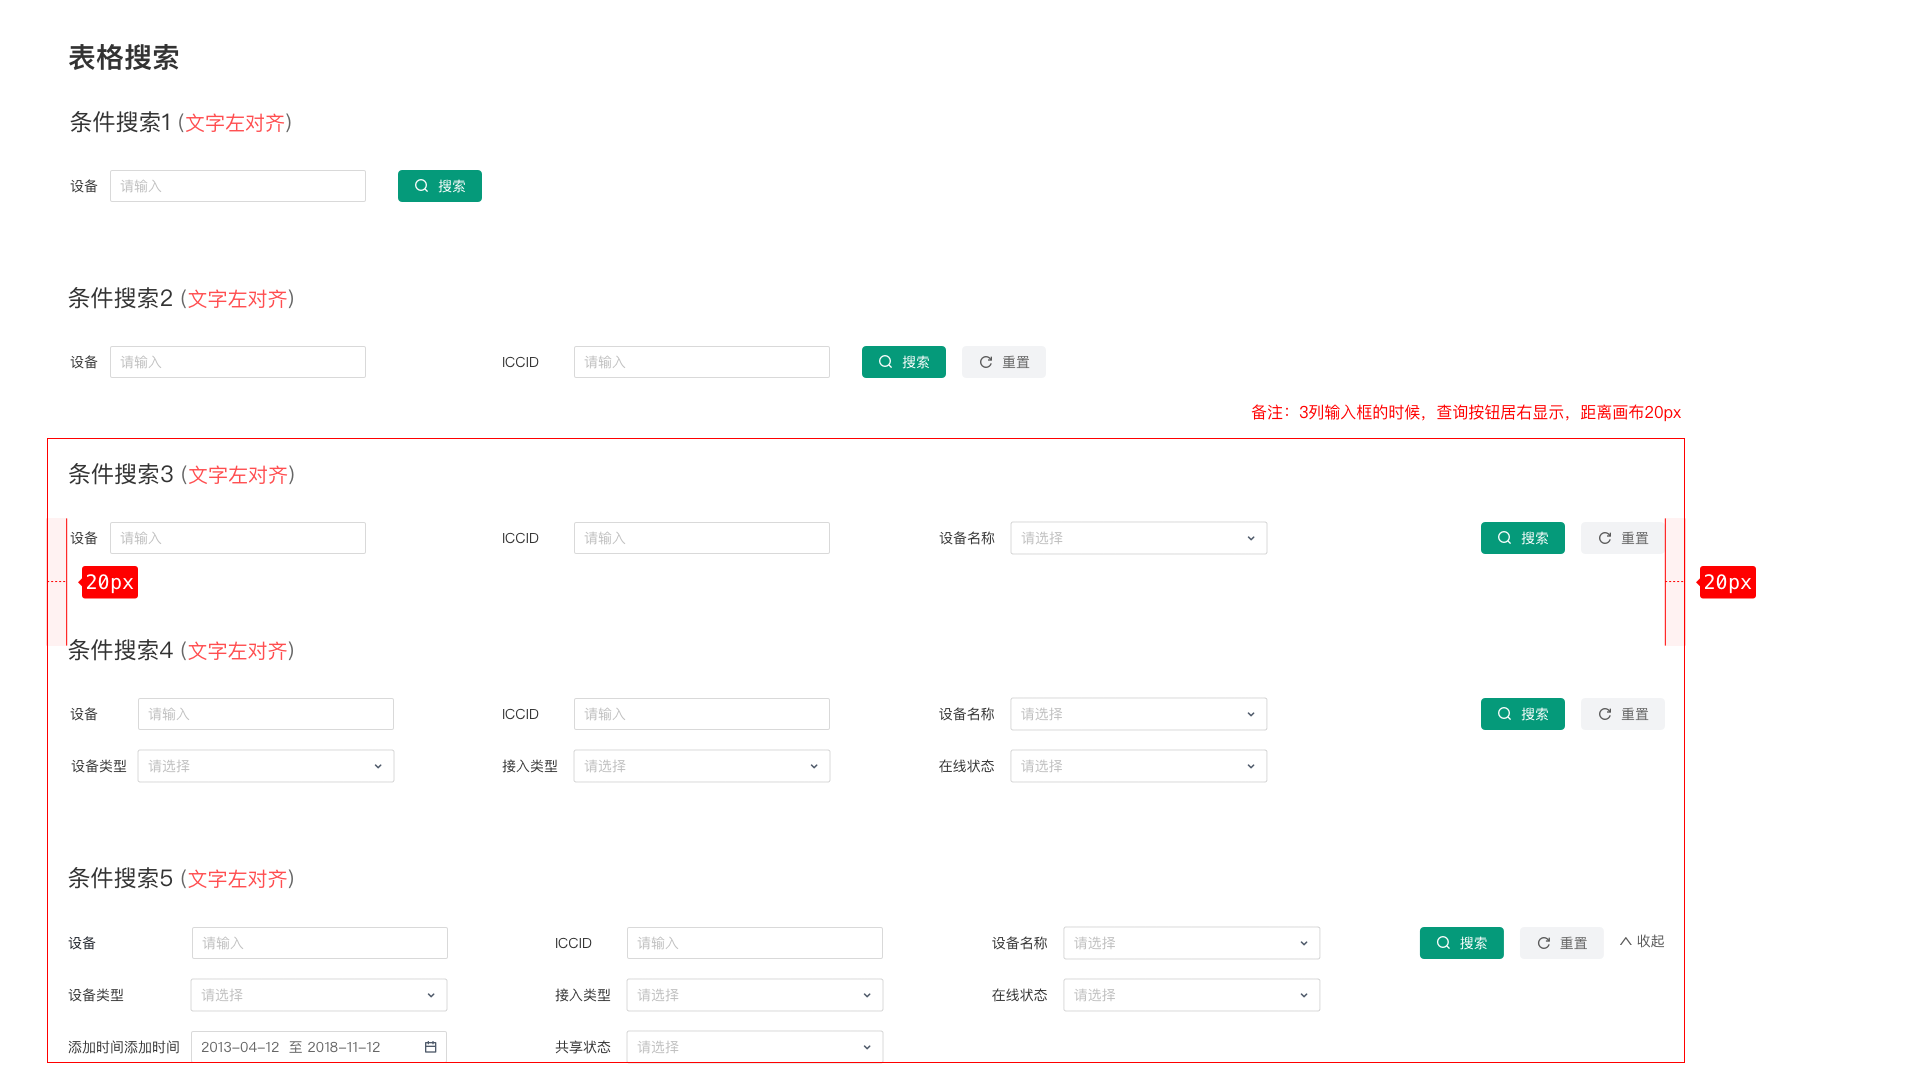 表格搜索
条件搜索1 (文字左对齐)
设备 请输入 搜索
条件搜索2 (文字左对齐)
设备 请输入 ICCID 请输入 搜索 重置
备注：3列输入框的时候，查询按钮居右显示，距离画布20px
条件搜索3 (文字左对齐)
设备 请输入 ICCID 请输入 设备名称 请选择 搜索 重置
20px 20px
条件搜索4 (文字左对齐)
设备 请输入 ICCID 请输入 设备名称 请选择 搜索 重置
设备类型 请选择 接入类型 请选择 在线状态 请选择
条件搜索5 (文字左对齐)
设备 请输入 ICCID 请输入 设备名称 请选择 搜索 重置 收起
设备类型 请选择 接入类型 请选择 在线状态 请选择
添加时间添加时间 2013-04-12 至 2018-11-12 共享状态 请选择